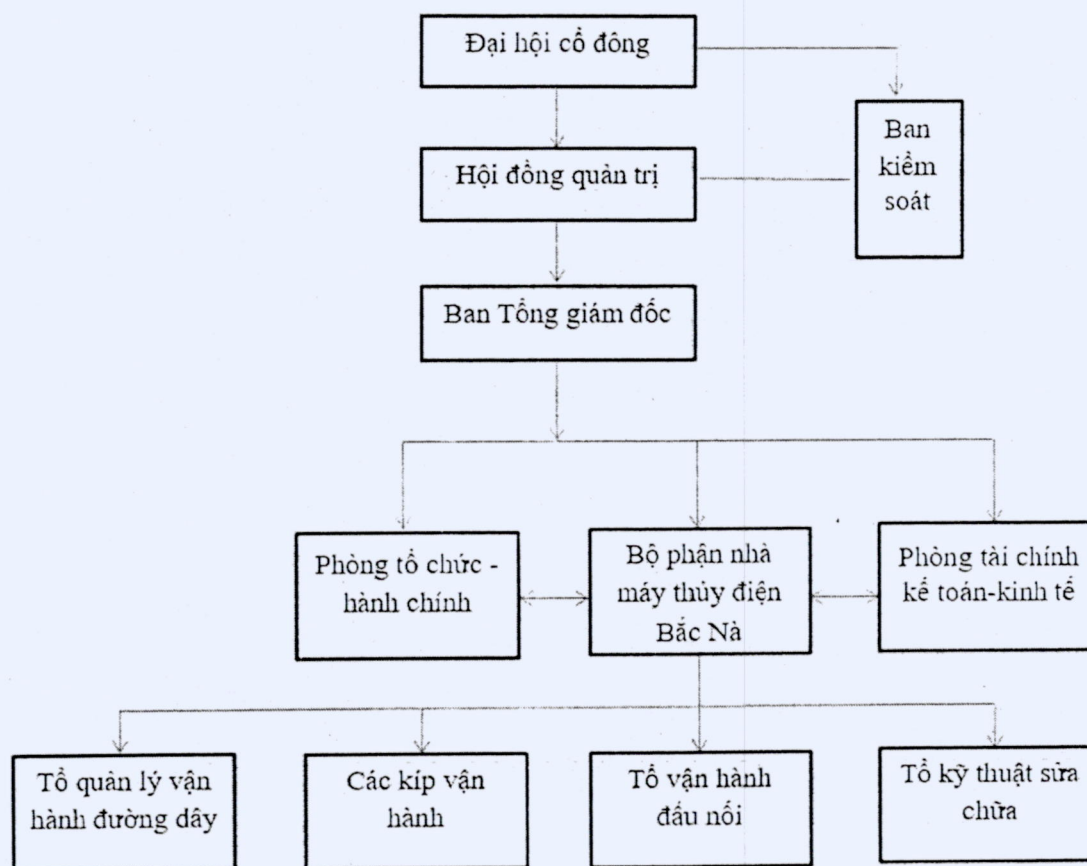 Đại hội cổ đông
Ban
kiểm
soát
Hội đồng quản trị
Ban Tổng giám đốc
Phòng tổ chức -
hành chính
Bộ phận nhà
máy thủy điện
Bắc Nà
Phòng tài chính
kế toán-kinh tế
Tổ quản lý vận
hành đường dây
Các kíp vận
hành
Tổ vận hành
đấu nối
Tổ kỹ thuật sửa
chữa